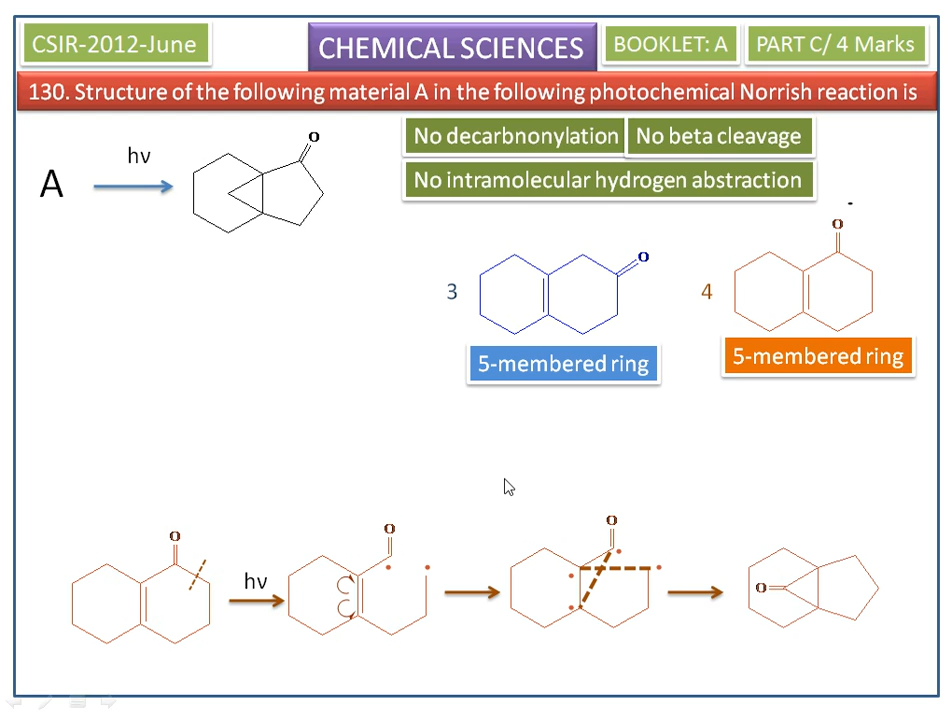 CSIR-2012-June
CHEMICAL SCIENCES
BOOKLET: A
PART C/ 4 Marks
130. Structure of the following material A in the following photochemical Norrish reaction is
No decarbnonylation
No beta cleavage
No intramolecular hydrogen abstraction
A
hν
O
3
O
4
O
5-membered ring
5-membered ring
O
hν
O
O
O